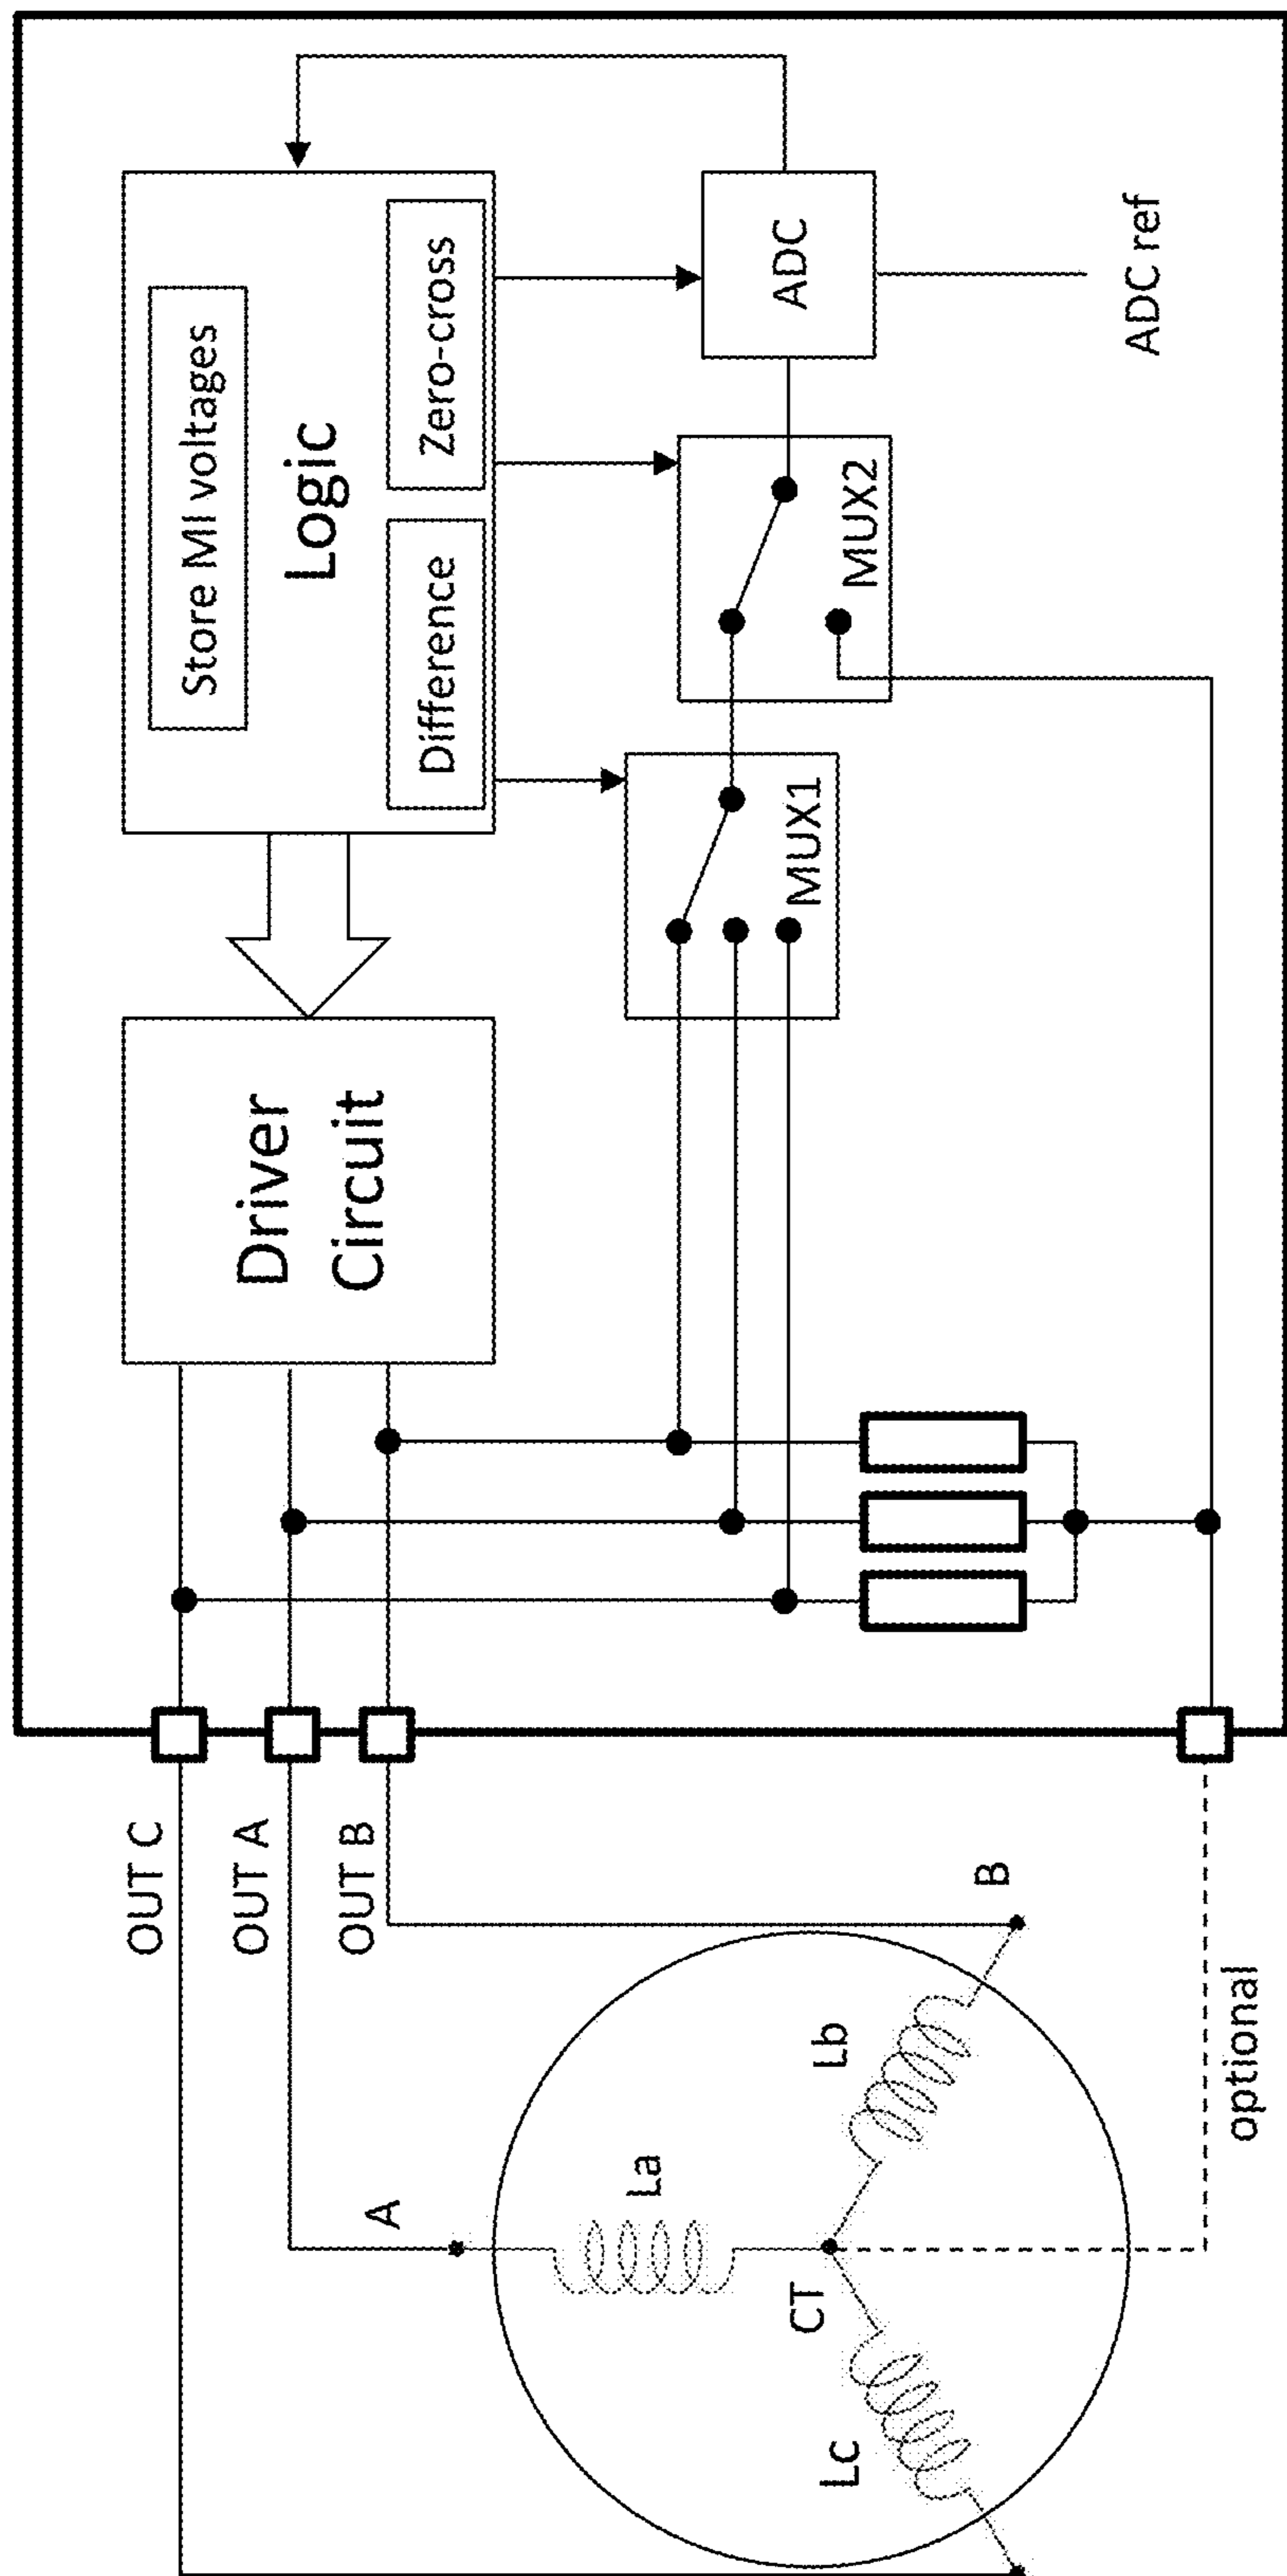 OUT C
OUT A
OUT B
A
La
Lb
B
CT
Lc
optional
Driver
Circuit
Store MI voltages
Logic
Difference
Zero-cross
MUX1
MUX2
ADC
ADC ref